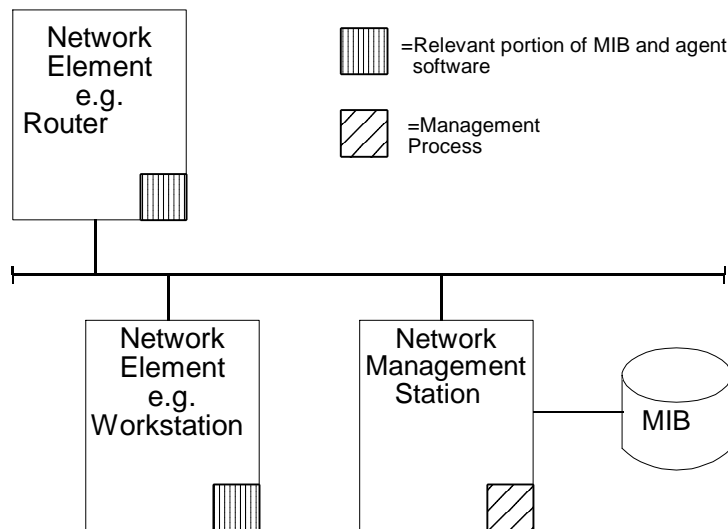 Network
Element
e.g.
Router
=Relevant portion of MIB and agent
software
=Management
Process
Network
Element
e.g.
Workstation
Network
Management
Station
MIB